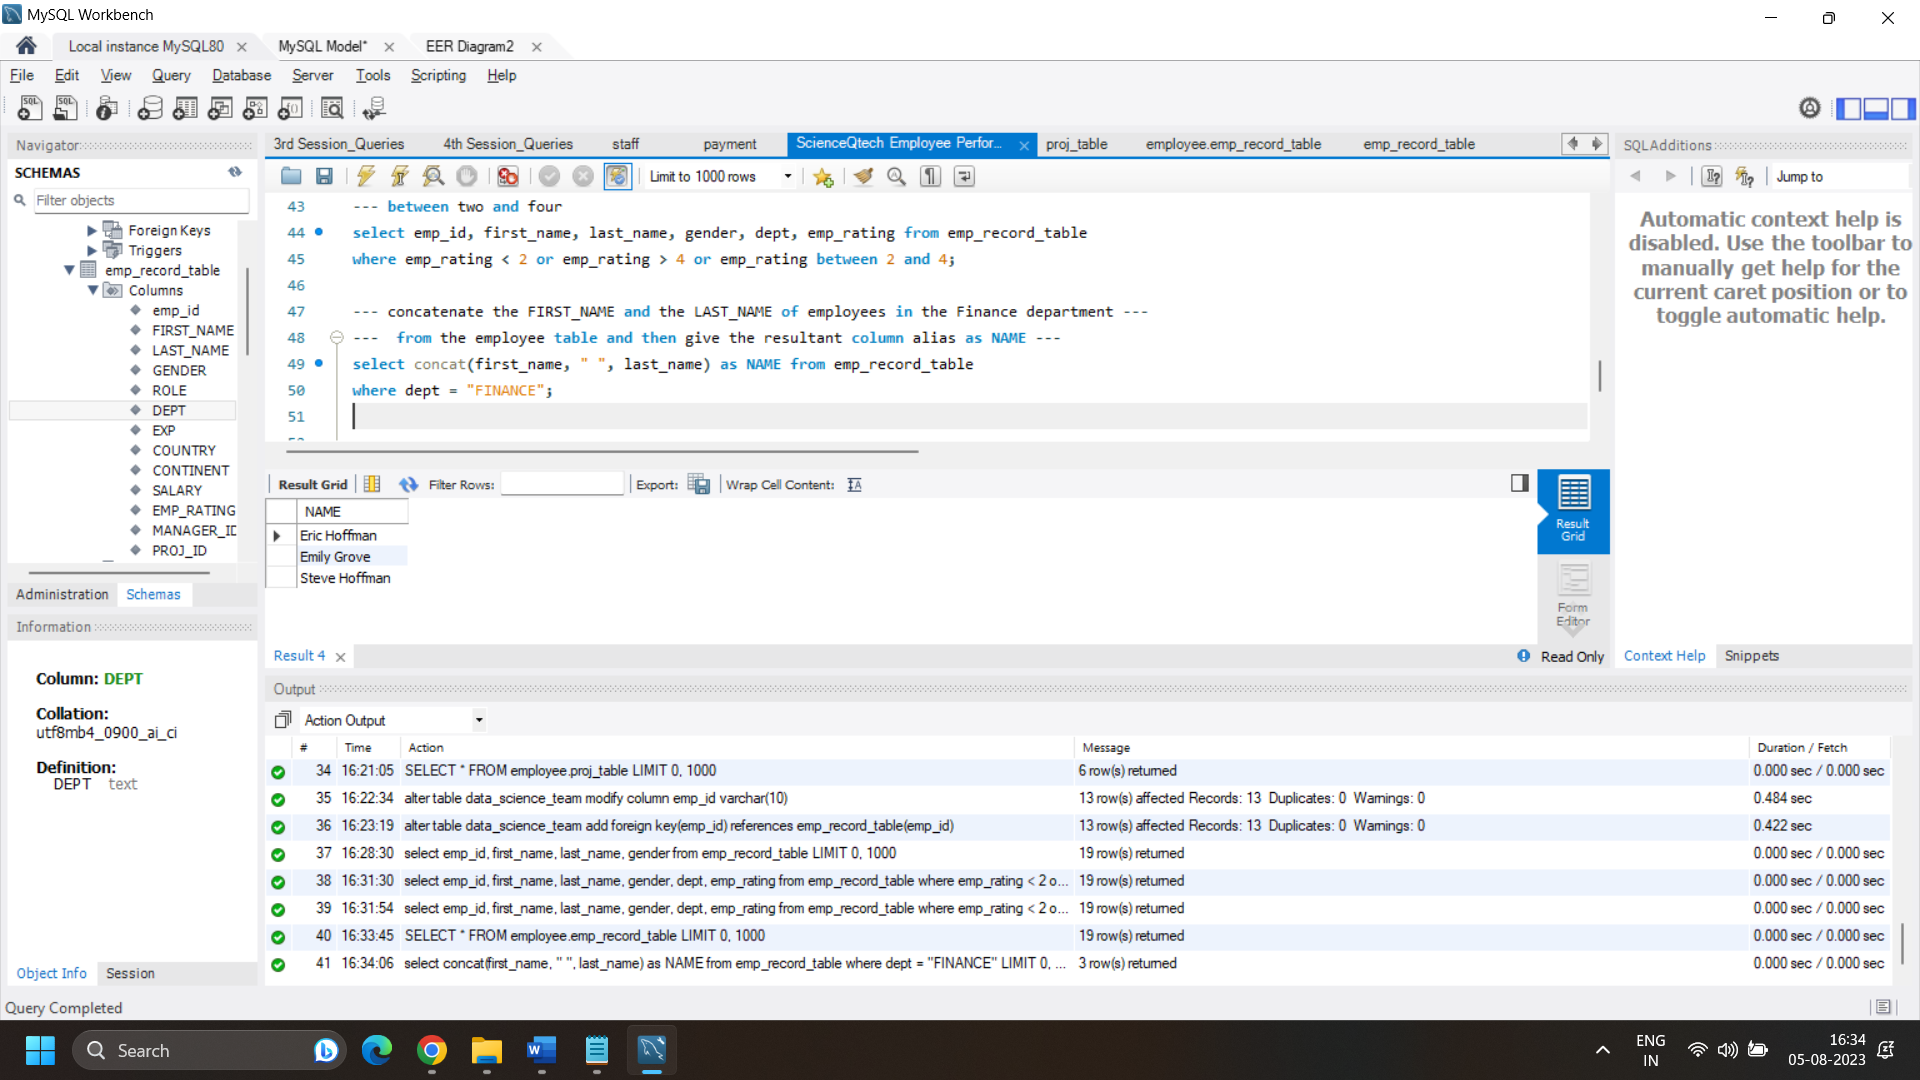 MySQL Workbench
Local instance MySQL80
MySQL Model*
EER Diagram2
File Edit View Query Database Server Tools Scripting Help
Navigator
SCHEMAS
Filter objects
Foreign Keys
Triggers
emp_record_table
Columns
emp_id
FIRST_NAME
LAST_NAME
GENDER
ROLE
DEPT
EXP
COUNTRY
CONTINENT
SALARY
EMP_RATING
MANAGER_ID
PROJ_ID
Administration Schemas
Information
Column: DEPT
Collation:
utf8mb4_0900_ai_ci
Definition:
DEPT text
Object Info Session
3rd Session_Queries 4th Session_Queries staff payment ScienceQtech Employee Perfor... proj_table employee.emp_record_table emp_record_table
Limit to 1000 rows
43 --- between two and four
44 select emp_id, first_name, last_name, gender, dept, emp_rating from emp_record_table
45 where emp_rating < 2 or emp_rating > 4 or emp_rating between 2 and 4;
46
47 --- concatenate the FIRST_NAME and the LAST_NAME of employees in the Finance department ---
48 --- from the employee table and then give the resultant column alias as NAME ---
49 select concat(first_name, " ", last_name) as NAME from emp_record_table
50 where dept = "FINANCE";
51
Result Grid Filter Rows: Export: Wrap Cell Content:
NAME
Eric Hoffman
Emily Grove
Steve Hoffman
Result Grid
Form Editor
Result 4
Read Only
SQLAdditions
Jump to
Automatic context help is
disabled. Use the toolbar to
manually get help for the
current caret position or to
toggle automatic help.
Context Help Snippets
Output
Action Output
# Time Action Message Duration / Fetch
34 16:21:05 SELECT * FROM employee.proj_table LIMIT 0, 1000 6 row(s) returned 0.000 sec / 0.000 sec
35 16:22:34 alter table data_science_team modify column emp_id varchar(10) 13 row(s) affected Records: 13 Duplicates: 0 Warnings: 0 0.484 sec
36 16:23:19 alter table data_science_team add foreign key(emp_id) references emp_record_table(emp_id) 13 row(s) affected Records: 13 Duplicates: 0 Warnings: 0 0.422 sec
37 16:28:30 select emp_id, first_name, last_name, gender from emp_record_table LIMIT 0, 1000 19 row(s) returned 0.000 sec / 0.000 sec
38 16:31:30 select emp_id, first_name, last_name, gender, dept, emp_rating from emp_record_table where emp_rating < 2 o... 19 row(s) returned 0.000 sec / 0.000 sec
39 16:31:54 select emp_id, first_name, last_name, gender, dept, emp_rating from emp_record_table where emp_rating < 2 o... 19 row(s) returned 0.000 sec / 0.000 sec
40 16:33:45 SELECT * FROM employee.emp_record_table LIMIT 0, 1000 19 row(s) returned 0.000 sec / 0.000 sec
41 16:34:06 select concat(first_name, " ", last_name) as NAME from emp_record_table where dept = "FINANCE" LIMIT 0, ... 3 row(s) returned 0.000 sec / 0.000 sec
Query Completed
Search
ENG
IN
16:34
05-08-2023